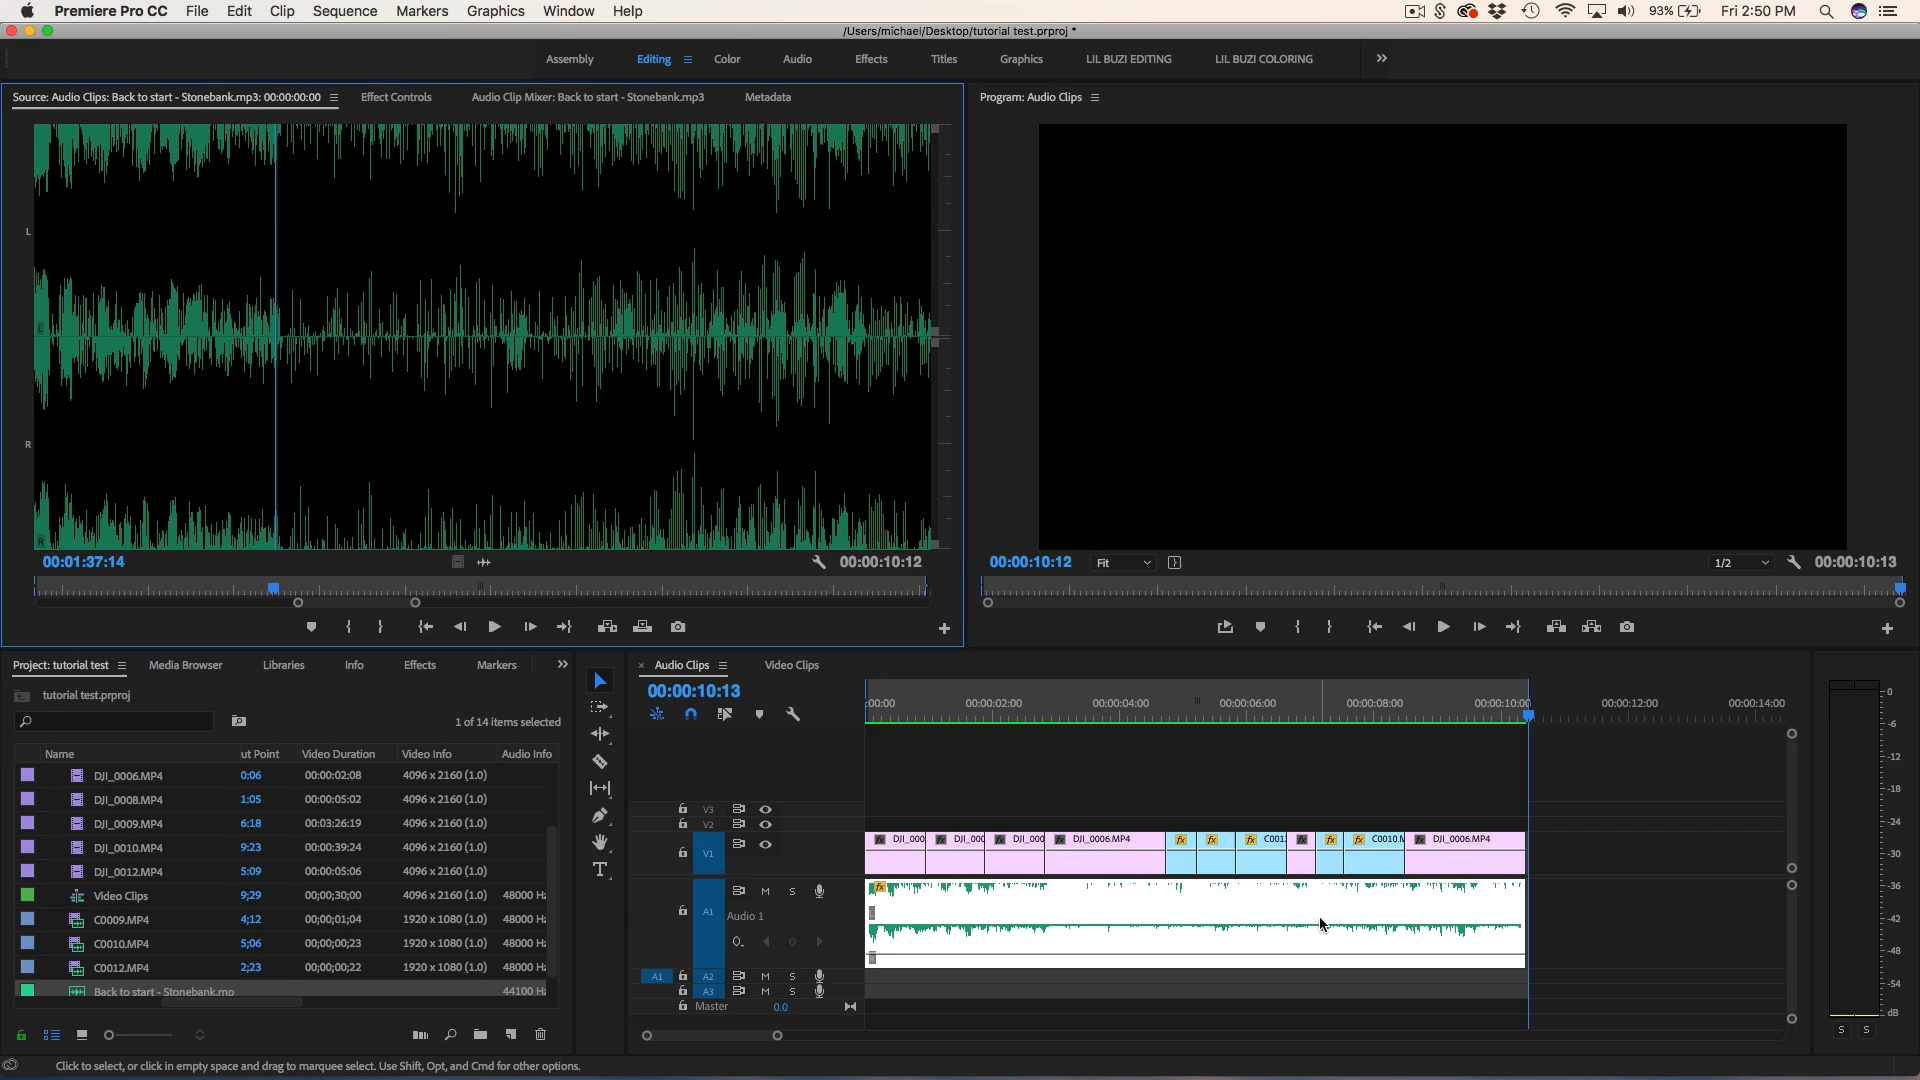 Premiere Pro CC File Edit Clip Sequence Markers Graphics Window Help 93% Fri 2:50 PM
/Users/michael/Desktop/tutorial test.prproj *
Assembly Editing Color Audio Effects Titles Graphics LIL BUZI EDITING LIL BUZI COLORING
Source: Audio Clips: Back to start - Stonebank.mp3: 00:00:00:00 Effect Controls Audio Clip Mixer: Back to start - Stonebank.mp3 Metadata Program: Audio Clips
L
L
R
R
00:01:37:14 00:00:10:12 00:00:10:12 Fit 1/2 00:00:10:13
Project: tutorial test Media Browser Libraries Info Effects Markers Audio Clips Video Clips
tutorial test.prproj 00:00:10:13
:00:00 00:00:02:00 00:00:04:00 00:00:06:00 00:00:08:00 00:00:10:00 00:00:12:00 00:00:14:00
1 of 14 items selected
Name ut Point Video Duration Video Info Audio Info
DJI_0006.MP4 0:06 00:00:02:08 4096 x 2160 (1.0)
DJI_0008.MP4 1:05 00:00:05:02 4096 x 2160 (1.0)
DJI_0009.MP4 6:18 00:03:26:19 4096 x 2160 (1.0)
DJI_0010.MP4 9:23 00:00:39:24 4096 x 2160 (1.0)
DJI_0012.MP4 5:09 00:00:05:06 4096 x 2160 (1.0)
Video Clips 9;29 00;00;30;00 4096 x 2160 (1.0) 48000 Hz
C0009.MP4 4;12 00;00;01;04 1920 x 1080 (1.0) 48000 Hz
C0010.MP4 5;06 00;00;00;23 1920 x 1080 (1.0) 48000 Hz
C0012.MP4 2;23 00;00;00;22 1920 x 1080 (1.0) 48000 Hz
Back to start - Stonebank.mp 44100 Hz
V3
V2
V1
fx DJI_000 fx DJI_000 fx DJI_000 fx DJI_0006.MP4 fx fx fx C0012 fx fx fx C0010.M fx DJI_0006.MP4
M S
A1 Audio 1
fx
A1 A2 M S
A3 M S
Master 0.0
0
-6
-12
-18
-24
-30
-36
-42
-48
-54
dB
S S
Click to select, or click in empty space and drag to marquee select. Use Shift, Opt, and Cmd for other options.